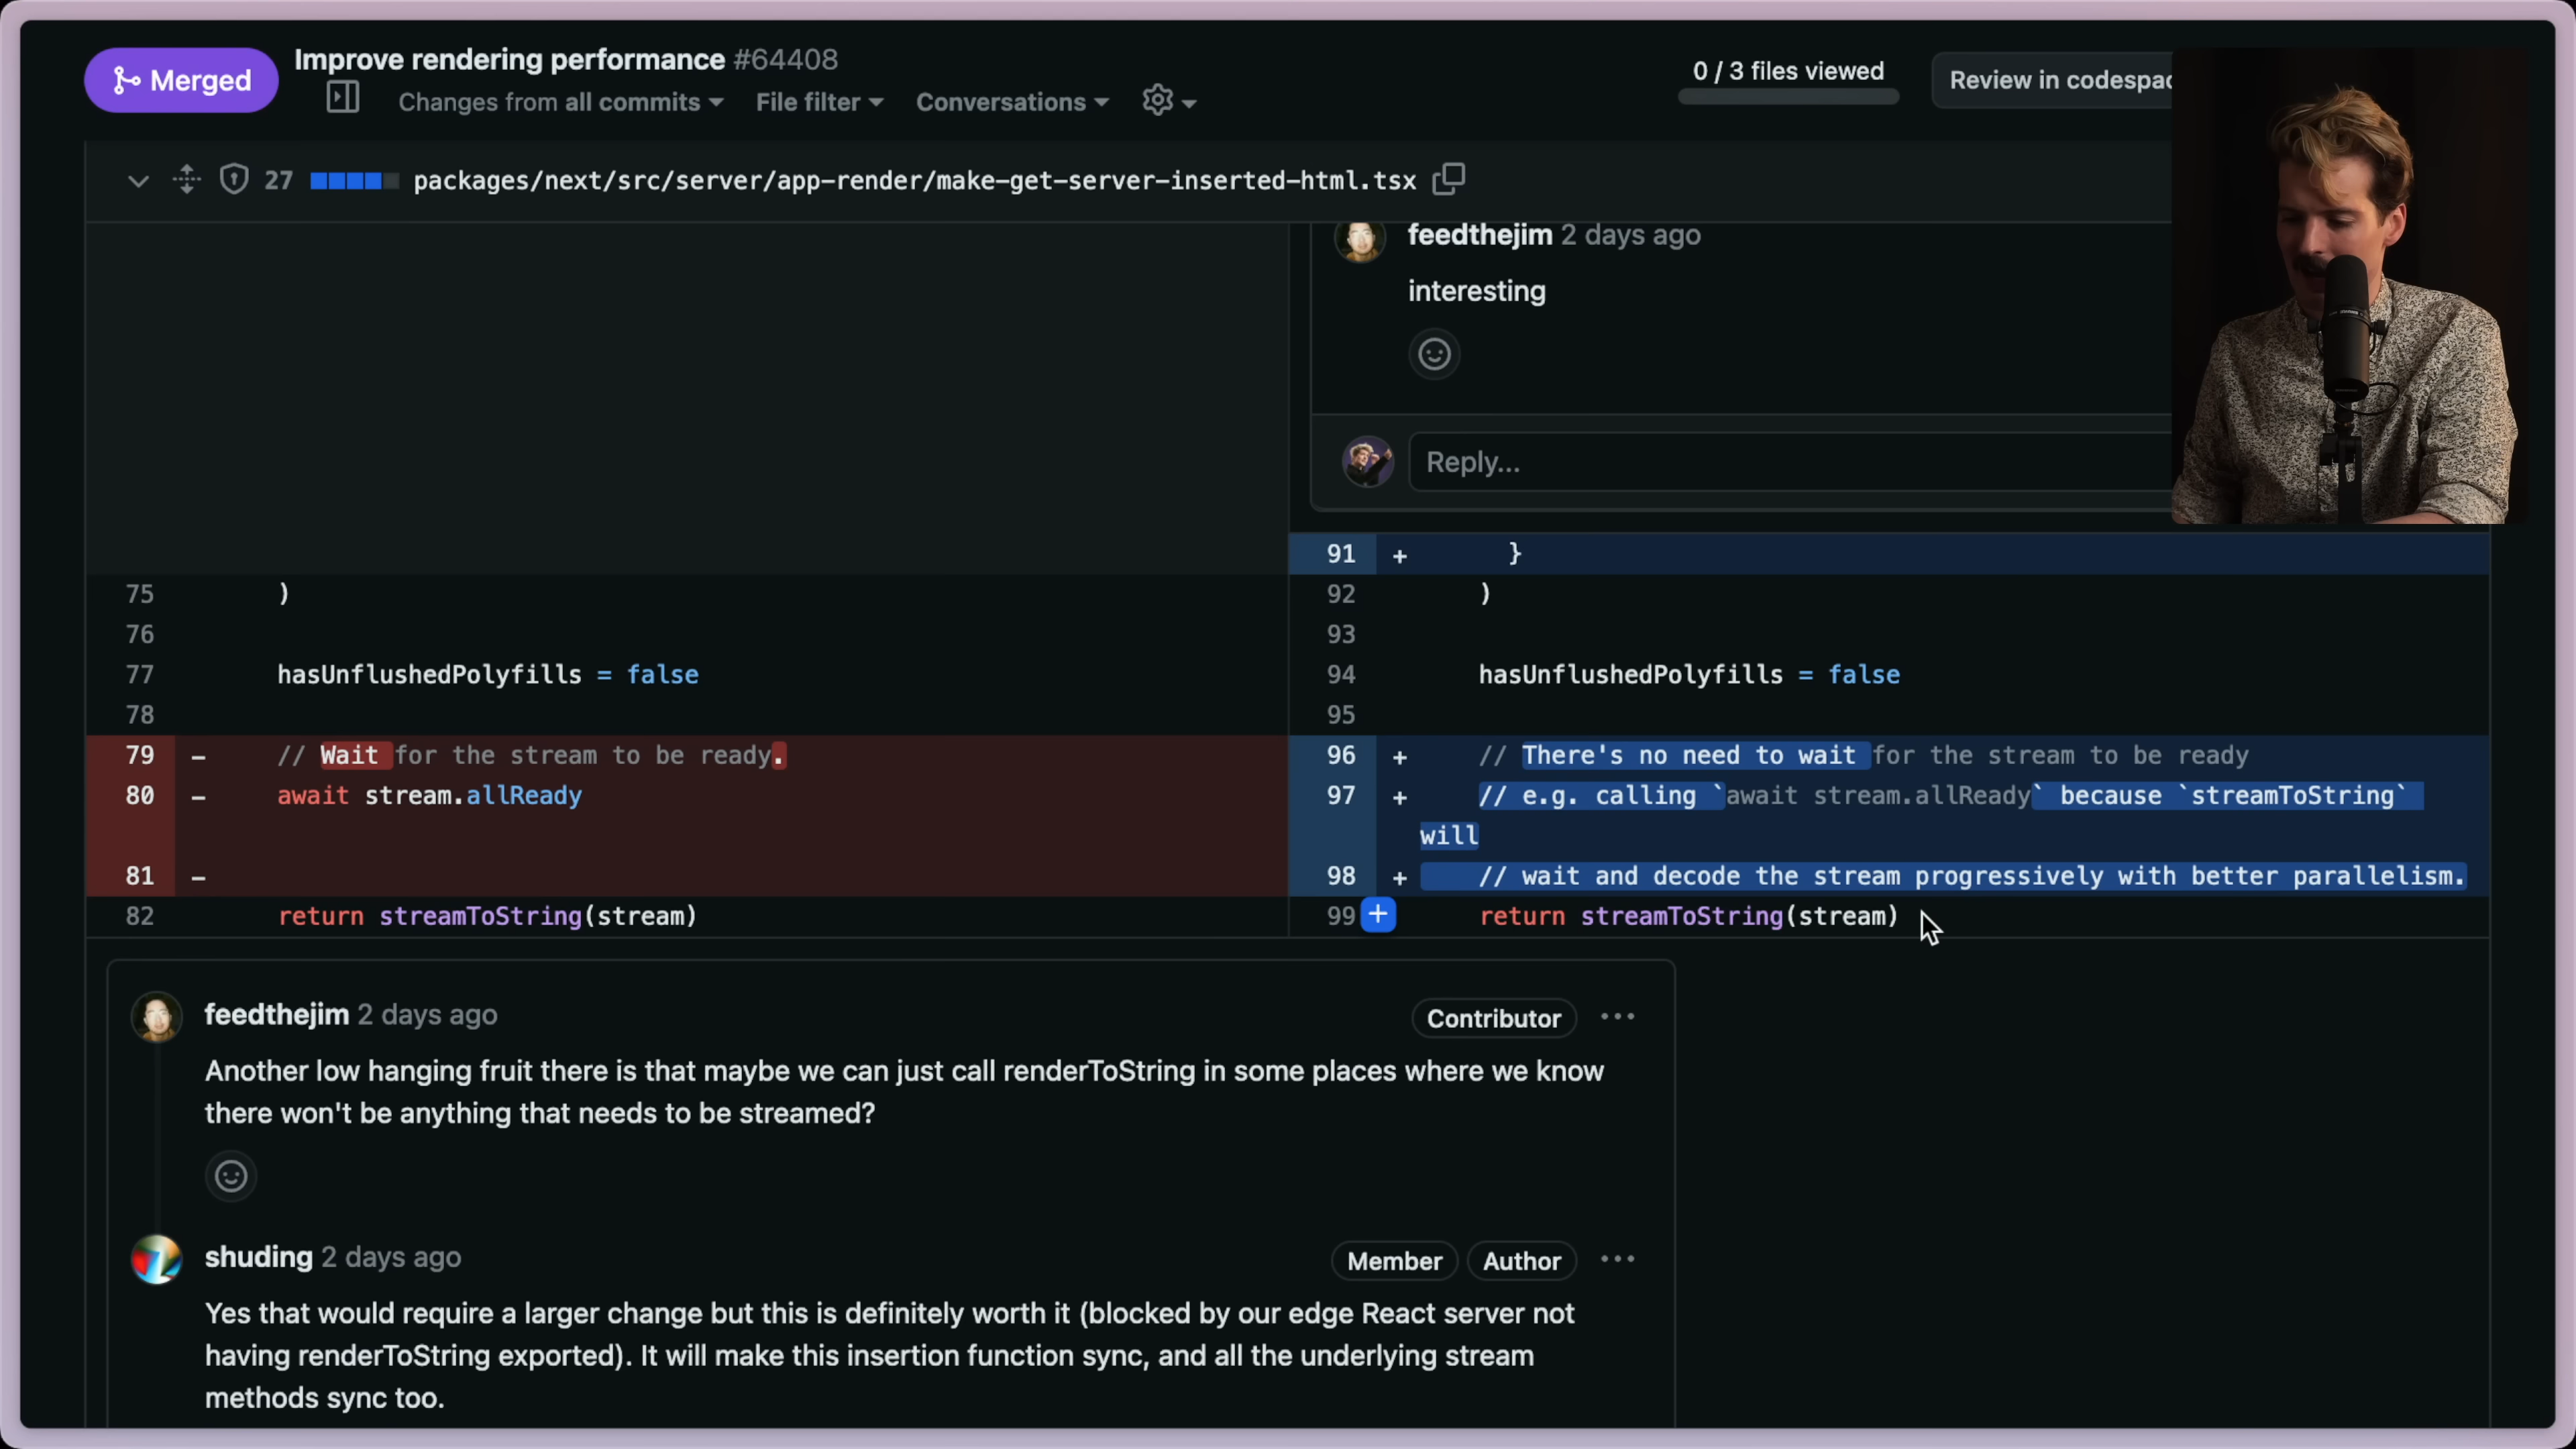 Merged
Improve rendering performance #64408
Changes from all commits
File filter
Conversations
0 / 3 files viewed
Review in codespac
27
packages/next/src/server/app-render/make-get-server-inserted-html.tsx
feedthejim 2 days ago
interesting
Reply...
91 + }
75 )
92 )
76
93
77 hasUnflushedPolyfills = false
94 hasUnflushedPolyfills = false
78
95
79 - // Wait for the stream to be ready.
96 + // There's no need to wait for the stream to be ready
80 - await stream.allReady
97 + // e.g. calling `await stream.allReady` because `streamToString`
will
81 -
98 + // wait and decode the stream progressively with better parallelism.
82 return streamToString(stream)
99 + return streamToString(stream)
feedthejim 2 days ago
Contributor
Another low hanging fruit there is that maybe we can just call renderToString in some places where we know
there won't be anything that needs to be streamed?
shuding 2 days ago
Member
Author
Yes that would require a larger change but this is definitely worth it (blocked by our edge React server not
having renderToString exported). It will make this insertion function sync, and all the underlying stream
methods sync too.